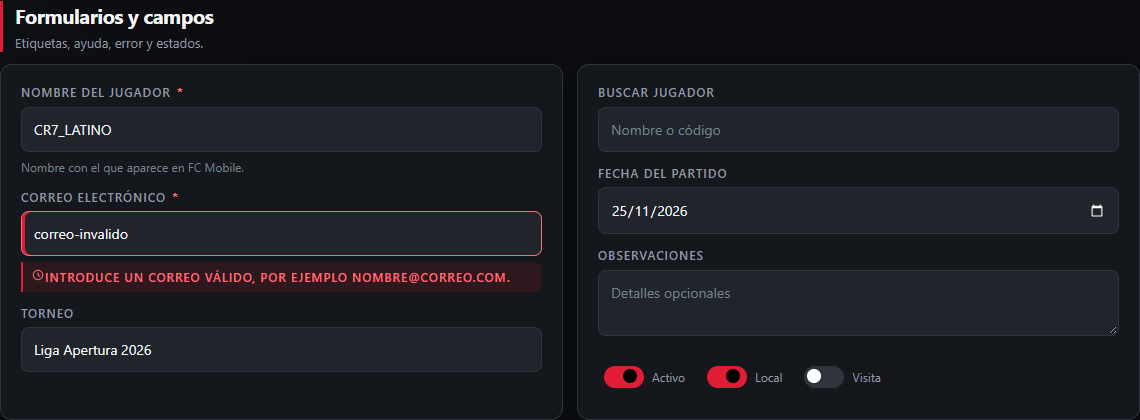 Formularios y campos
Etiquetas, ayuda, error y estados.
NOMBRE DEL JUGADOR *
CR7_LATINO
Nombre con el que aparece en FC Mobile.
CORREO ELECTRÓNICO *
correo-invalido
INTRODUCE UN CORREO VÁLIDO, POR EJEMPLO NOMBRE@CORREO.COM.
TORNEO
Liga Apertura 2026
BUSCAR JUGADOR
Nombre o código
FECHA DEL PARTIDO
25/11/2026
OBSERVACIONES
Detalles opcionales
Activo Local Visita